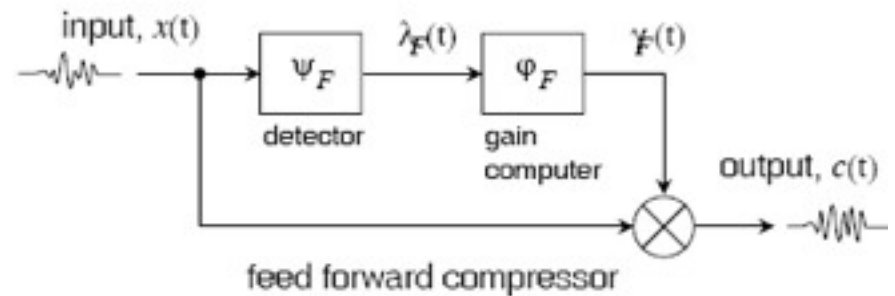 input, x(t)
λF(t)
γF(t)
ψF
φF
detector
gain
computer
output, c(t)
feed forward compressor